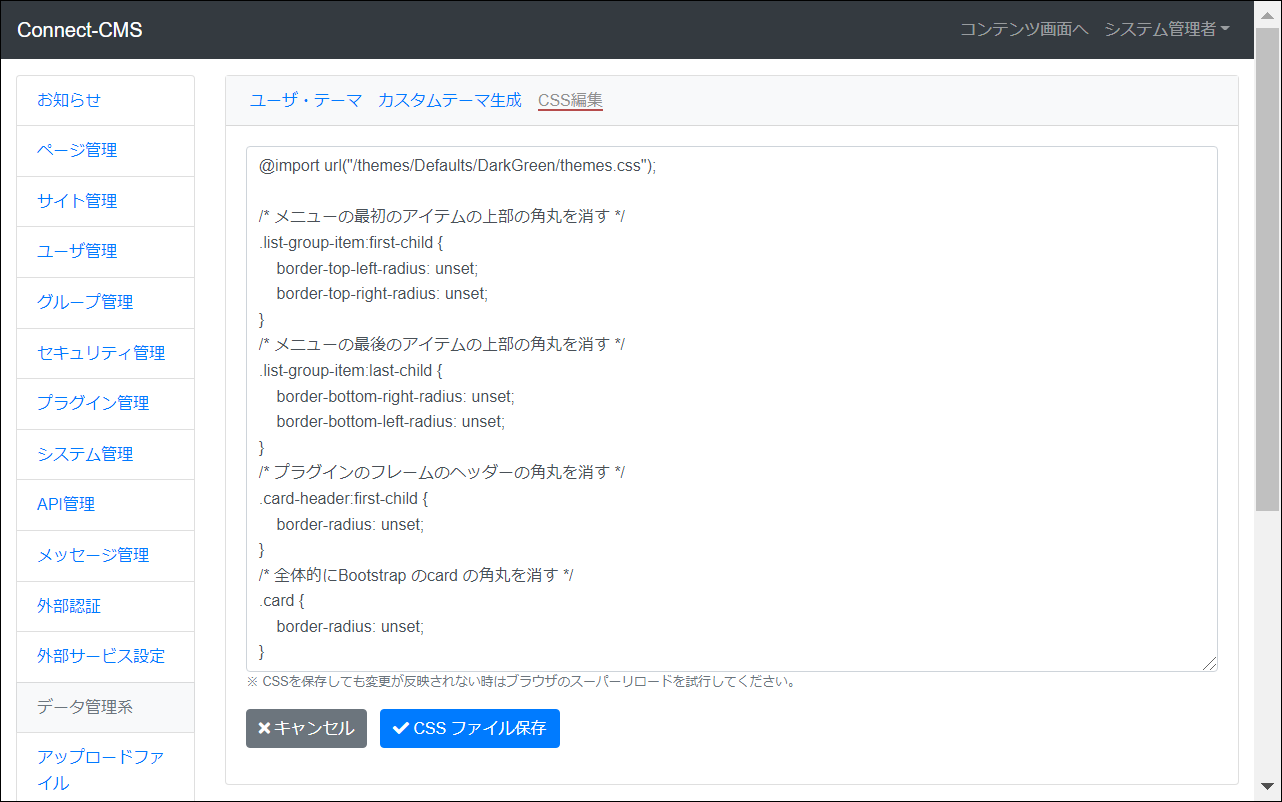 Connect-CMS
コンテンツ画面へ システム管理者
お知らせ
ページ管理
サイト管理
ユーザ管理
グループ管理
セキュリティ管理
プラグイン管理
システム管理
API管理
メッセージ管理
外部認証
外部サービス設定
データ管理系
アップロードファ
イル
ユーザ・テーマ カスタムテーマ生成 CSS編集
@import url("/themes/Defaults/DarkGreen/themes.css");
/* メニューの最初のアイテムの上部の角丸を消す */
.list-group-item:first-child {
border-top-left-radius: unset;
border-top-right-radius: unset;
}
/* メニューの最後のアイテムの上部の角丸を消す */
.list-group-item:last-child {
border-bottom-right-radius: unset;
border-bottom-left-radius: unset;
}
/* プラグインのフレームのヘッダーの角丸を消す */
.card-header:first-child {
border-radius: unset;
}
/* 全体的にBootstrap のcard の角丸を消す */
.card {
border-radius: unset;
}
※ CSSを保存しても変更が反映されない時はブラウザのスーパーリロードを試行してください。
キャンセル CSS ファイル保存